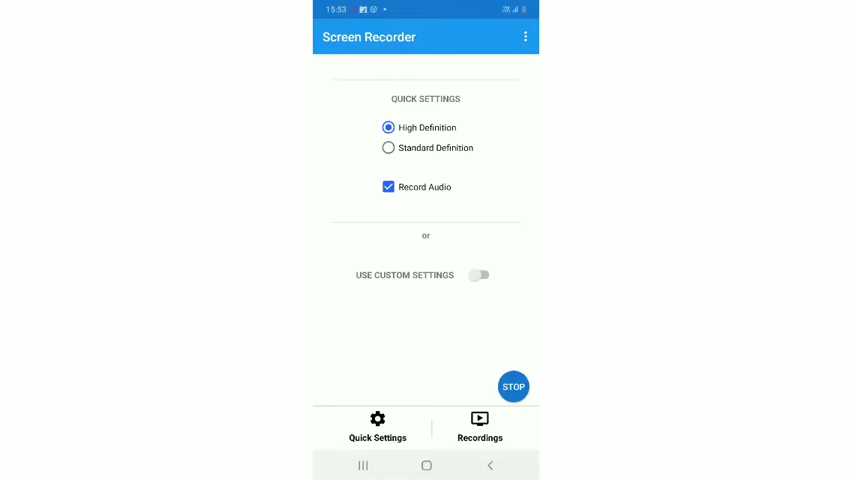 15:53
Screen Recorder
QUICK SETTINGS
High Definition
Standard Definition
Record Audio
or
USE CUSTOM SETTINGS
STOP
Quick Settings
Recordings